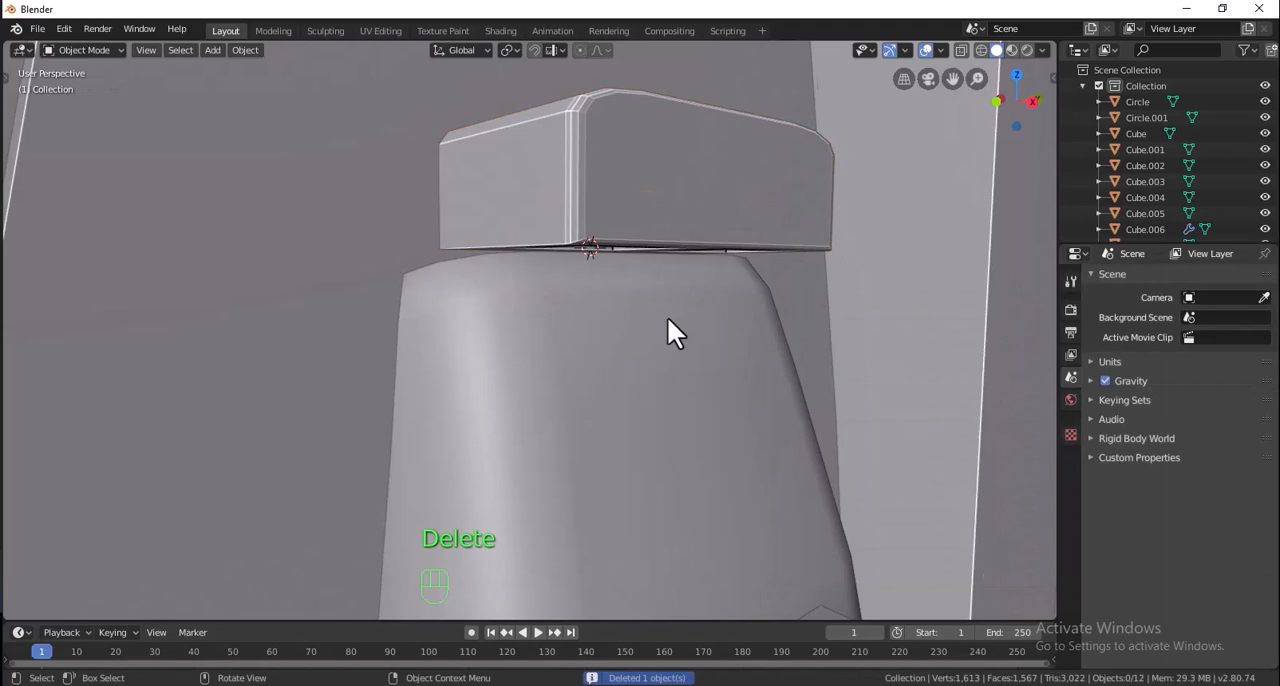 Blender
File Edit Render Window Help Layout Modeling Sculpting UV Editing Texture Paint Shading Animation Rendering Compositing Scripting + Scene View Layer
Object Mode View Select Add Object Global
User Perspective
(1) Collection
Z
X
Y
Scene Collection
Collection
Circle
Circle.001
Cube
Cube.001
Cube.002
Cube.003
Cube.004
Cube.005
Cube.006
Scene View Layer
Scene
Camera
Background Scene
Active Movie Clip
Units
Gravity
Keying Sets
Audio
Rigid Body World
Custom Properties
Delete
Activate Windows
Go to Settings to activate Windows.
Playback Keying View Marker 1 Start: 1 End: 250
1 10 20 30 40 50 60 70 80 90 100 110 120 130 140 150 160 170 180 190 200 210 220 230 240 250
Select Box Select Rotate View Object Context Menu Deleted 1 object(s) Collection | Verts:1,613 | Faces:1,567 | Tris:3,022 | Objects:0/12 | Mem: 29.3 MB | v2.80.74